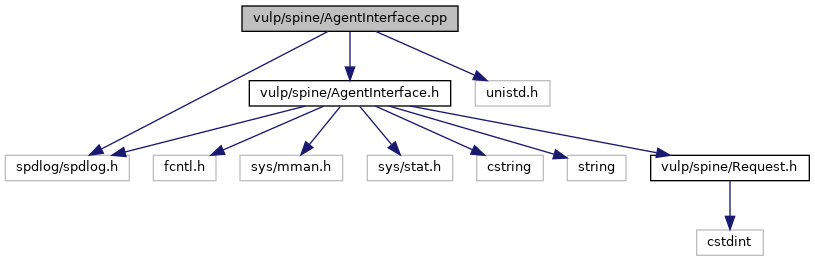 vulp/spine/AgentInterface.cpp
vulp/spine/AgentInterface.h
unistd.h
spdlog/spdlog.h
fcntl.h
sys/mman.h
sys/stat.h
cstring
string
vulp/spine/Request.h
cstdint